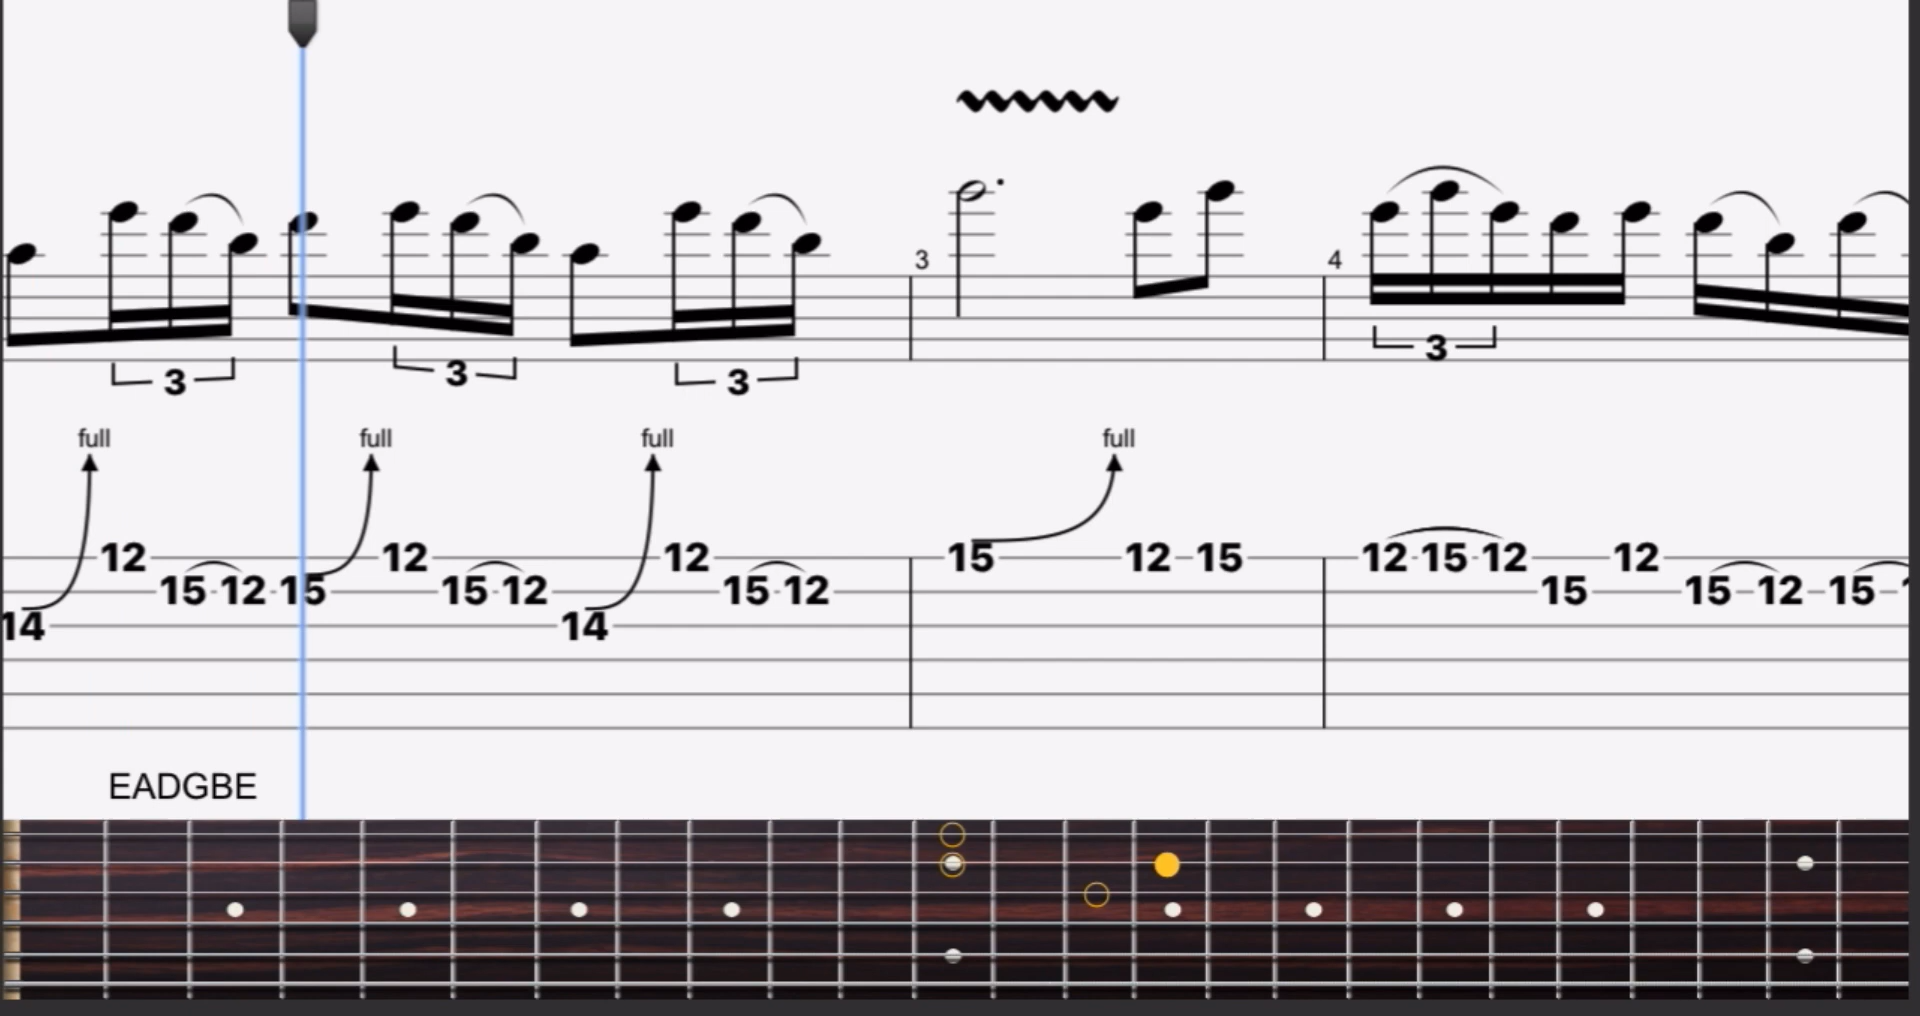 3 4
3 3 3 3
full full full full
12 12 12 15 12 15 12 15 12 12
15 12 15 15 12 15 12 15 15 12 15
14 14
EADGBE